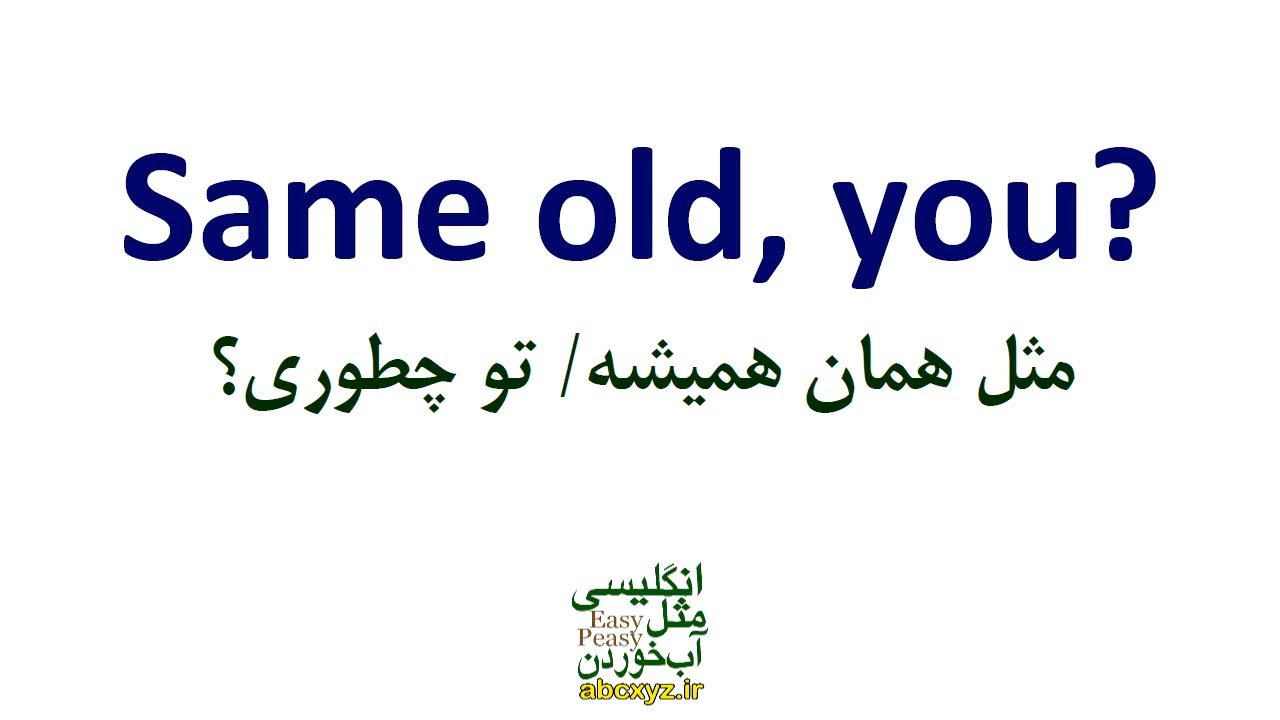 Same old, you?
مثل همان همیشه/ تو چطوری؟
انگلیسی
مثل
Easy
Peasy
آب‌خوردن
abcxyz.ir